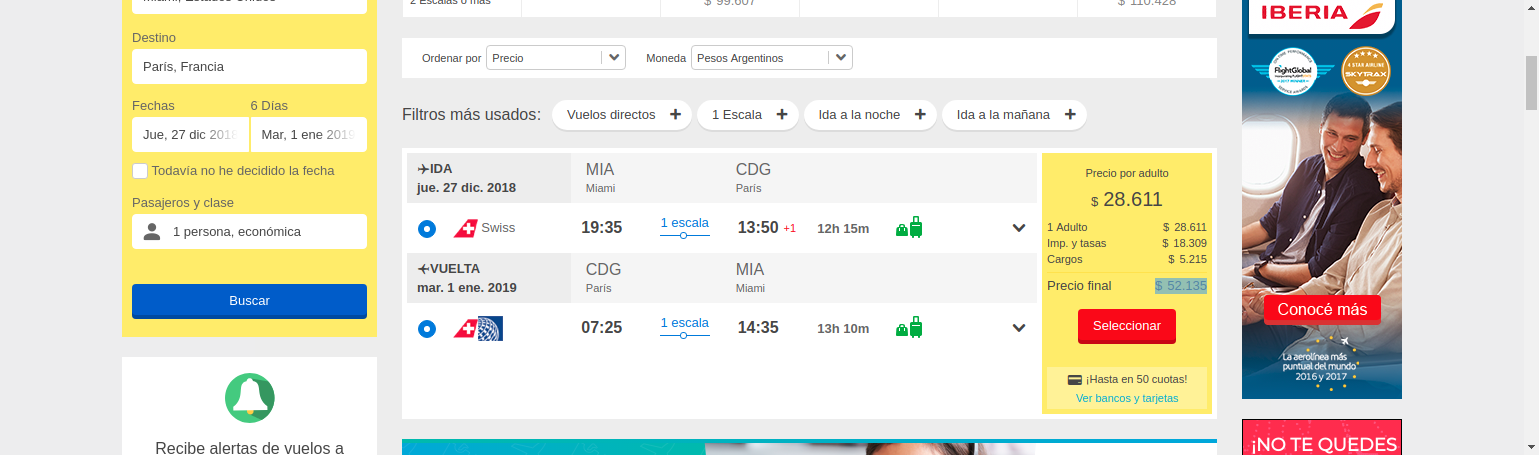 Miami, Estados Unidos
Destino
París, Francia
Fechas
6 Días
Jue, 27 dic 2018
Mar, 1 ene 2019
Todavía no he decidido la fecha
Pasajeros y clase
1 persona, económica
Buscar
Recibe alertas de vuelos a
2 Escalas o más
$ 99.607
$ 110.428
Ordenar por
Precio
Moneda
Pesos Argentinos
Filtros más usados:
Vuelos directos +
1 Escala +
Ida a la noche +
Ida a la mañana +
IDA
jue. 27 dic. 2018
MIA
Miami
CDG
París
Swiss
19:35
1 escala
13:50 +1
12h 15m
VUELTA
mar. 1 ene. 2019
CDG
París
MIA
Miami
07:25
1 escala
14:35
13h 10m
Precio por adulto
$ 28.611
1 Adulto $ 28.611
Imp. y tasas $ 18.309
Cargos $ 5.215
Precio final $ 52.135
Seleccionar
¡Hasta en 50 cuotas!
Ver bancos y tarjetas
IBERIA
FlightGlobal
4 STAR AIRLINE
SKYTRAX
Conocé más
La aerolínea más
puntual del mundo
2016 y 2017
¡NO TE QUEDES